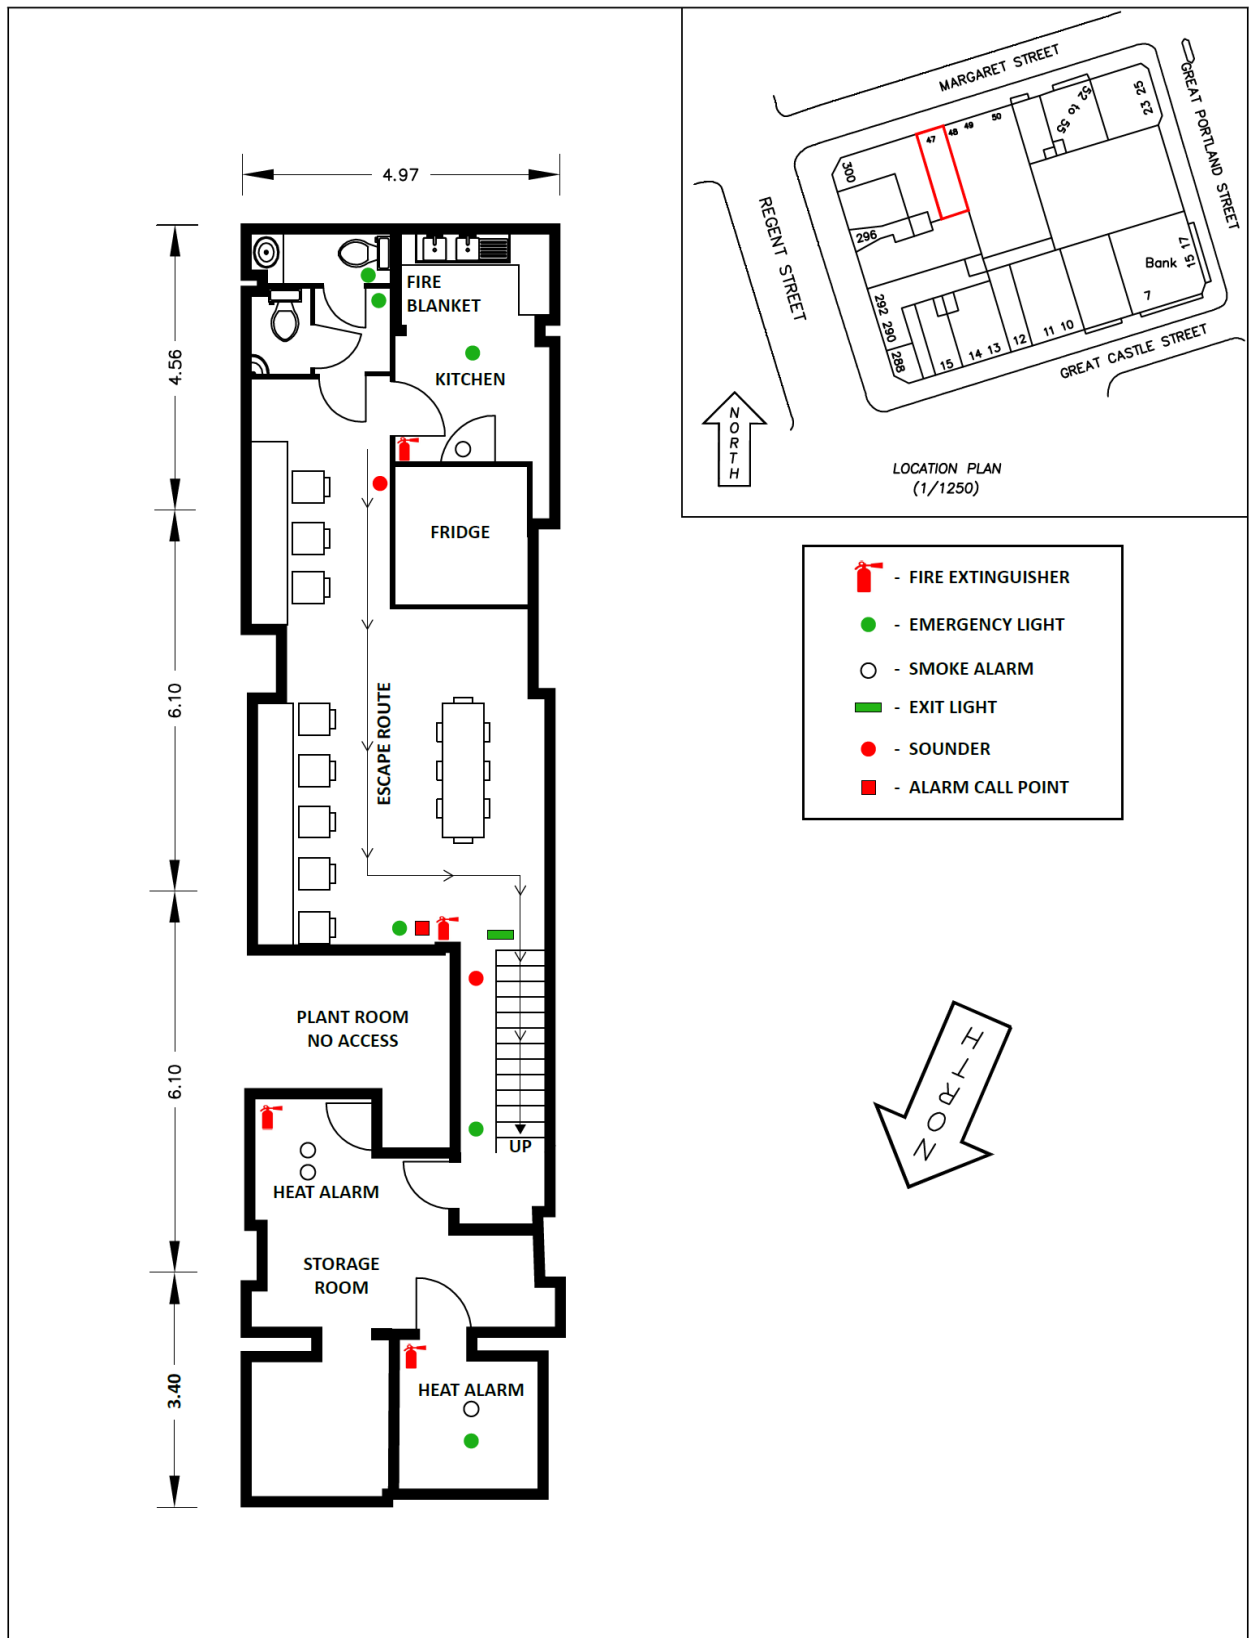 MARGARET STREET
GREAT PORTLAND STREET
REGENT STREET
GREAT CASTLE STREET
47
48
49
50
52 to 55
23 25
300
296
292 290
288
15
14 13
12
11 10
7
15 17
Bank
NORTH
LOCATION PLAN
(1/1250)
4.97
4.56
6.10
6.10
3.40
FIRE
BLANKET
KITCHEN
FRIDGE
ESCAPE ROUTE
PLANT ROOM
NO ACCESS
UP
HEAT ALARM
STORAGE
ROOM
HEAT ALARM
- FIRE EXTINGUISHER
- EMERGENCY LIGHT
- SMOKE ALARM
- EXIT LIGHT
- SOUNDER
- ALARM CALL POINT
NORTH